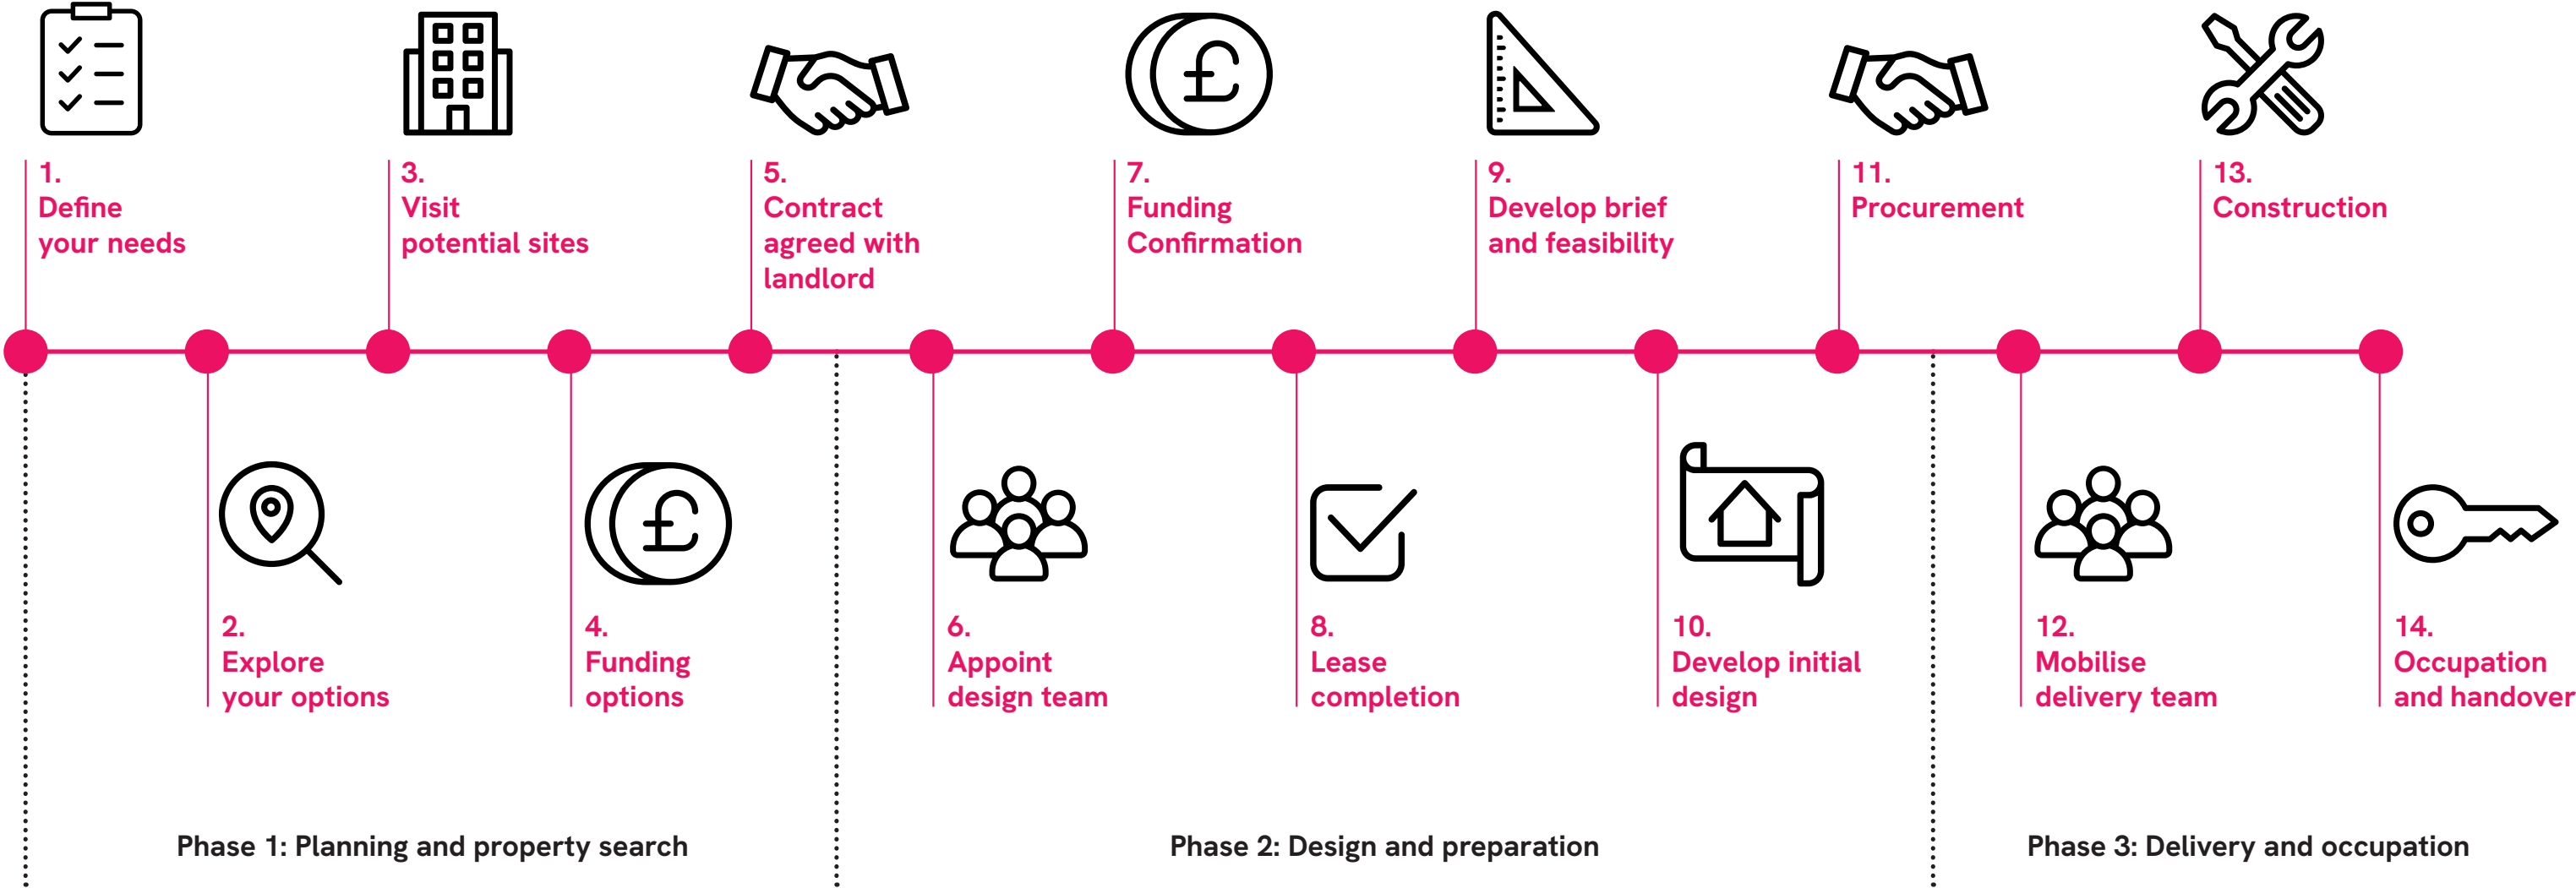 1.
Define
your needs
2.
Explore
your options
3.
Visit
potential sites
4.
Funding
options
5.
Contract
agreed with
landlord
6.
Appoint
design team
7.
Funding
Confirmation
8.
Lease
completion
9.
Develop brief
and feasibility
10.
Develop initial
design
11.
Procurement
12.
Mobilise
delivery team
13.
Construction
14.
Occupation
and handover
Phase 1: Planning and property search
Phase 2: Design and preparation
Phase 3: Delivery and occupation